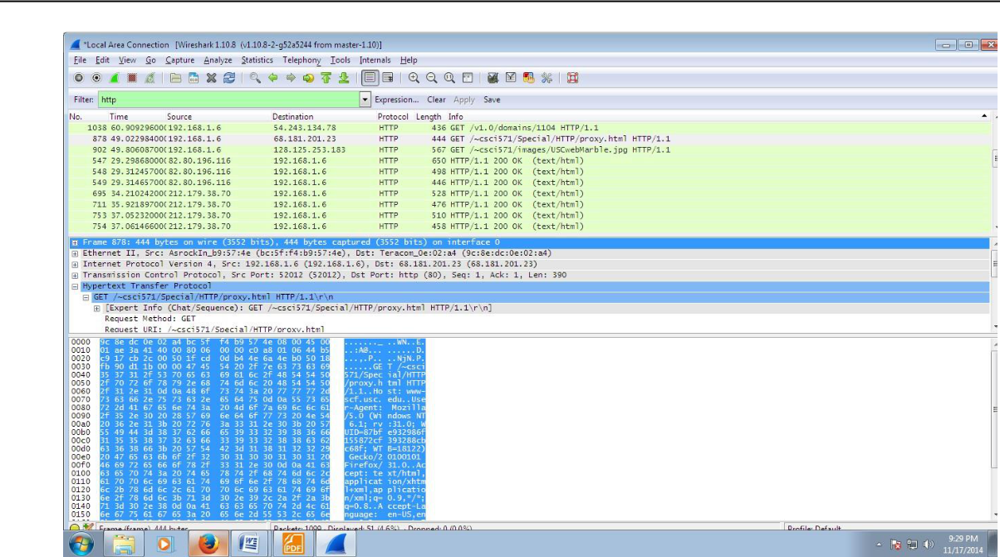 *Local Area Connection [Wireshark 1.10.8 (v1.10.8-2-g52a5244 from master-1.10)]
File Edit View Go Capture Analyze Statistics Telephony Tools Internals Help
Filter: http Expression... Clear Apply Save
No. Time Source Destination Protocol Length Info
1038 60.90929600( 192.168.1.6 54.243.134.78 HTTP 436 GET /v1.0/domains/1104 HTTP/1.1
878 49.02298400( 192.168.1.6 68.181.201.23 HTTP 444 GET /~csci571/Special/HTTP/proxy.html HTTP/1.1
902 49.80608700( 192.168.1.6 128.125.253.183 HTTP 567 GET /~csci571/images/USCwebMarble.jpg HTTP/1.1
547 29.29868000( 82.80.196.116 192.168.1.6 HTTP 650 HTTP/1.1 200 OK (text/html)
548 29.31245700( 82.80.196.116 192.168.1.6 HTTP 498 HTTP/1.1 200 OK (text/html)
549 29.31465700( 82.80.196.116 192.168.1.6 HTTP 446 HTTP/1.1 200 OK (text/html)
695 34.21024200( 212.179.38.70 192.168.1.6 HTTP 528 HTTP/1.1 200 OK (text/html)
711 35.92189700( 212.179.38.70 192.168.1.6 HTTP 476 HTTP/1.1 200 OK (text/html)
753 37.05232000( 212.179.38.70 192.168.1.6 HTTP 510 HTTP/1.1 200 OK (text/html)
754 37.06146600( 212.179.38.70 192.168.1.6 HTTP 458 HTTP/1.1 200 OK (text/html)
Frame 878: 444 bytes on wire (3552 bits), 444 bytes captured (3552 bits) on interface 0
Ethernet II, Src: AsrockIn_b9:57:4e (bc:5f:f4:b9:57:4e), Dst: Teracom_0e:02:a4 (9c:8e:dc:0e:02:a4)
Internet Protocol Version 4, Src: 192.168.1.6 (192.168.1.6), Dst: 68.181.201.23 (68.181.201.23)
Transmission Control Protocol, Src Port: 52012 (52012), Dst Port: http (80), Seq: 1, Ack: 1, Len: 390
Hypertext Transfer Protocol
GET /~csci571/Special/HTTP/proxy.html HTTP/1.1\r\n
[Expert Info (Chat/Sequence): GET /~csci571/Special/HTTP/proxy.html HTTP/1.1\r\n]
Request Method: GET
Request URI: /~csci571/Special/HTTP/proxy.html
0000 9c 8e dc 0e 02 a4 bc 5f f4 b9 57 4e 08 00 45 00 ......._ ..WN..E.
0010 01 ae 3a 41 40 00 80 06 00 00 c0 a8 01 06 44 b5 ..:A@... ......D.
0020 c9 17 cb 2c 00 50 1f cd 0d b4 4e 6a 4e b0 50 18 ...,.P.. ..NjN.P.
0030 fb 90 d1 1b 00 00 47 45 54 20 2f 7e 63 73 63 69 ......GE T /~csci
0040 35 37 31 2f 53 70 65 63 69 61 6c 2f 48 54 54 50 571/Spec ial/HTTP
0050 2f 70 72 6f 78 79 2e 68 74 6d 6c 20 48 54 54 50 /proxy.h tml HTTP
0060 2f 31 2e 31 0d 0a 48 6f 73 74 3a 20 77 77 77 2d /1.1..Ho st: www-
0070 73 63 66 2e 75 73 63 2e 65 64 75 0d 0a 55 73 65 scf.usc. edu..Use
0080 72 2d 41 67 65 6e 74 3a 20 4d 6f 7a 69 6c 6c 61 r-Agent: Mozilla
0090 2f 35 2e 30 20 28 57 69 6e 64 6f 77 73 20 4e 54 /5.0 (Wi ndows NT
00a0 20 36 2e 31 3b 20 72 76 3a 33 31 2e 30 3b 20 57 6.1; rv :31.0; W
00b0 55 49 44 3d 38 37 62 66 65 39 33 32 39 38 36 66 UID=87bf e932986f
00c0 31 35 35 38 37 32 63 66 33 39 33 32 38 38 63 62 155872cf 393288cb
00d0 63 36 38 66 3b 20 57 54 42 3d 31 38 31 32 32 29 c68f; WT B=18122)
00e0 20 47 65 63 6b 6f 2f 32 30 31 30 30 31 30 31 20 Gecko/2 0100101
00f0 46 69 72 65 66 6f 78 2f 33 31 2e 30 0d 0a 41 63 Firefox/ 31.0..Ac
0100 63 65 70 74 3a 20 74 65 78 74 2f 68 74 6d 6c 2c cept: te xt/html,
0110 61 70 70 6c 69 63 61 74 69 6f 6e 2f 78 68 74 6d applicat ion/xhtm
0120 6c 2b 78 6d 6c 2c 61 70 70 6c 69 63 61 74 69 6f l+xml,ap plicatio
0130 6e 2f 78 6d 6c 3b 71 3d 30 2e 39 2c 2a 2f 2a 3b n/xml;q= 0.9,*/*;
0140 71 3d 30 2e 38 0d 0a 41 63 63 65 70 74 2d 4c 61 q=0.8..A ccept-La
0150 6e 67 75 61 67 65 3a 20 65 6e 2d 55 53 2c 65 6e nguage: en-US,en
Frame (frame), 444 bytes Packets: 1099 · Displayed: 51 (4.6%) · Dropped: 0 (0.0%) Profile: Default
PDF
9:29 PM
11/17/2014